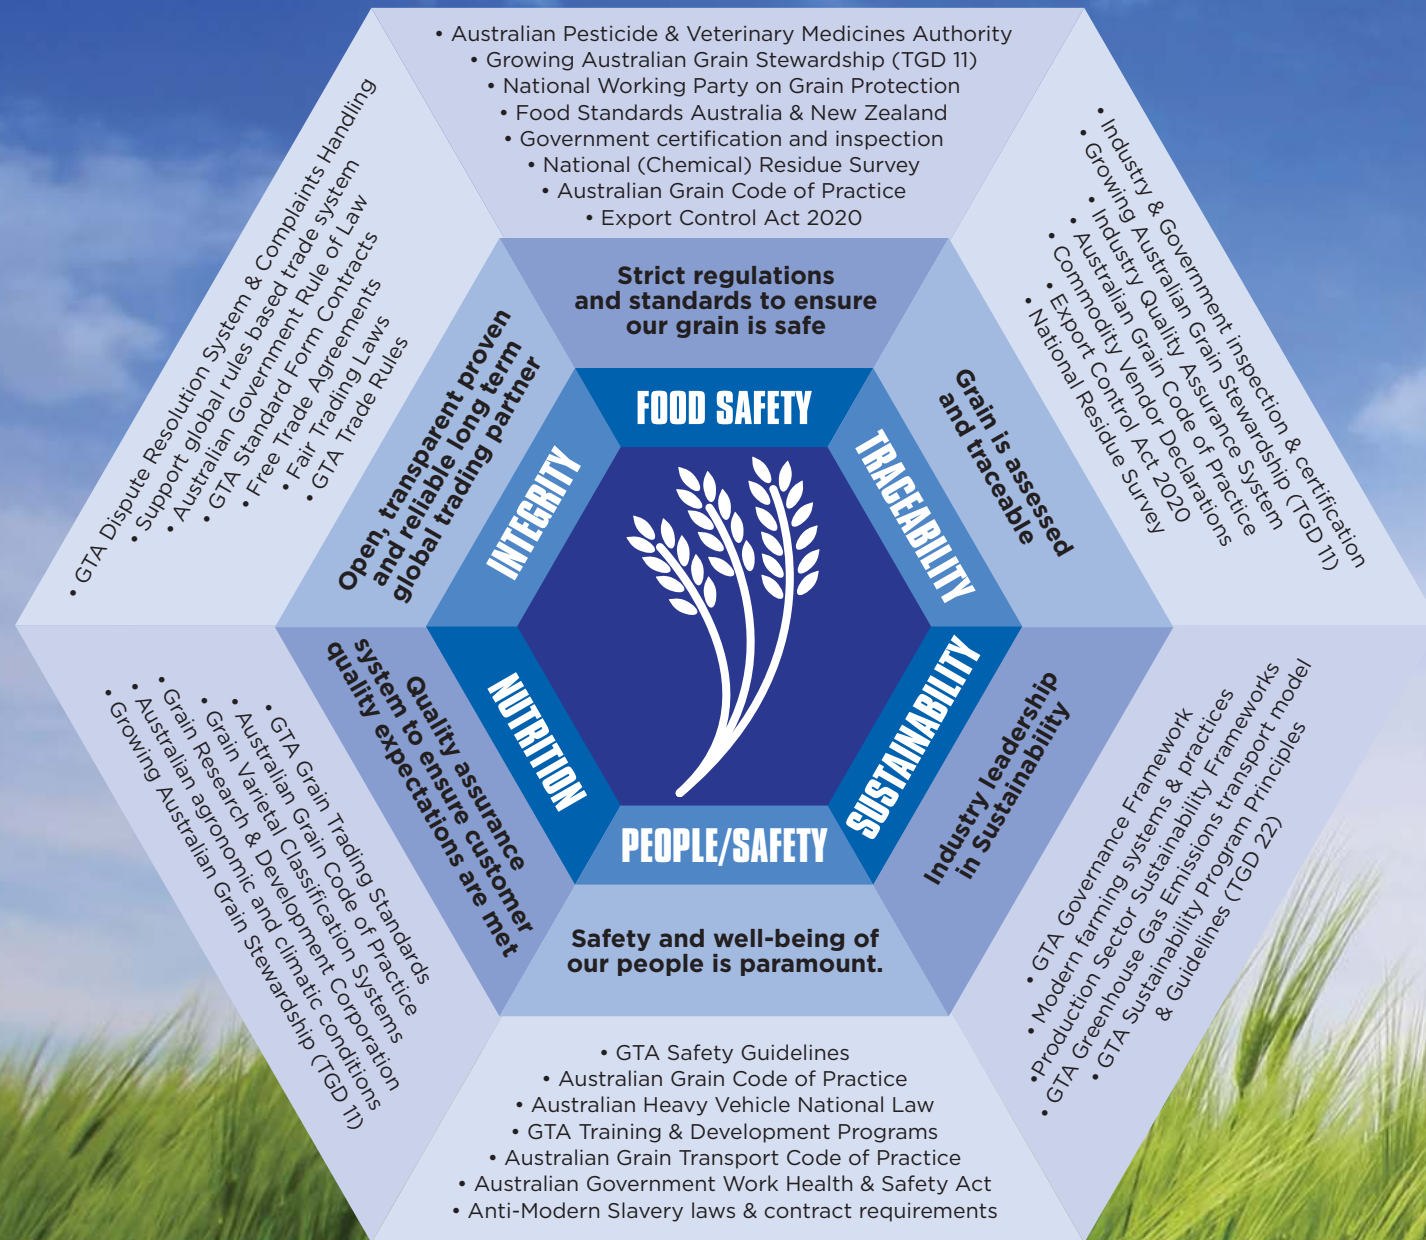 • Australian Pesticide & Veterinary Medicines Authority
• Growing Australian Grain Stewardship (TGD 11)
• National Working Party on Grain Protection
• Food Standards Australia & New Zealand
• Government certification and inspection
• National (Chemical) Residue Survey
• Australian Grain Code of Practice
• Export Control Act 2020
Strict regulations
and standards to ensure
our grain is safe
FOOD SAFETY
• Industry & Government inspection & certification
• Growing Australian Grain Stewardship (TGD 11)
• Industry Quality Assurance System
• Australian Grain Code of Practice
• Commodity Vendor Declarations
• Export Control Act 2020
• National Residue Survey
Grain is assessed
and traceable
TRACEABILITY
SUSTAINABILITY
Industry leadership
in Sustainability
• GTA Governance Framework
• Modern farming systems & practices
•Production Sector Sustainability Frameworks
• GTA Greenhouse Gas Emissions transport model
• GTA Sustainability Program Principles
& Guidelines (TGD 22)
PEOPLE/SAFETY
Safety and well-being of
our people is paramount.
• GTA Safety Guidelines
• Australian Grain Code of Practice
• Australian Heavy Vehicle National Law
• GTA Training & Development Programs
• Australian Grain Transport Code of Practice
• Australian Government Work Health & Safety Act
• Anti-Modern Slavery laws & contract requirements
NUTRITION
Quality assurance
system to ensure customer
quality expectations are met
• GTA Grain Trading Standards
• Australian Grain Code of Practice
• Grain Varietal Classification Systems
• Grain Research & Development Corporation
• Australian agronomic and climatic conditions
• Growing Australian Grain Stewardship (TGD 11)
INTEGRITY
Open, transparent proven
and reliable long term
global trading partner
• GTA Dispute Resolution System & Complaints Handling
• Support global rules based trade system
• Australian Government Rule of Law
• GTA Standard Form Contracts
• Free Trade Agreements
• Fair Trading Laws
• GTA Trade Rules